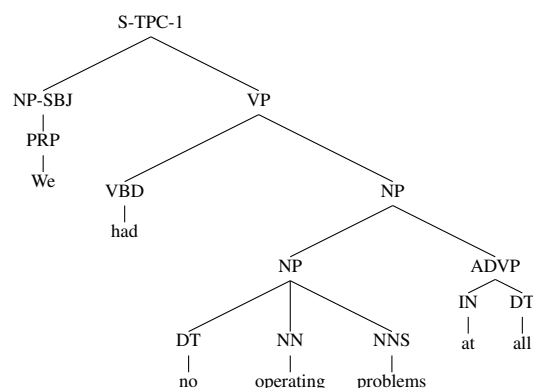 S-TPC-1
NP-SBJ VP
PRP
We VBD NP
had
NP ADVP
IN DT
DT NN NNS at all
no operating problems